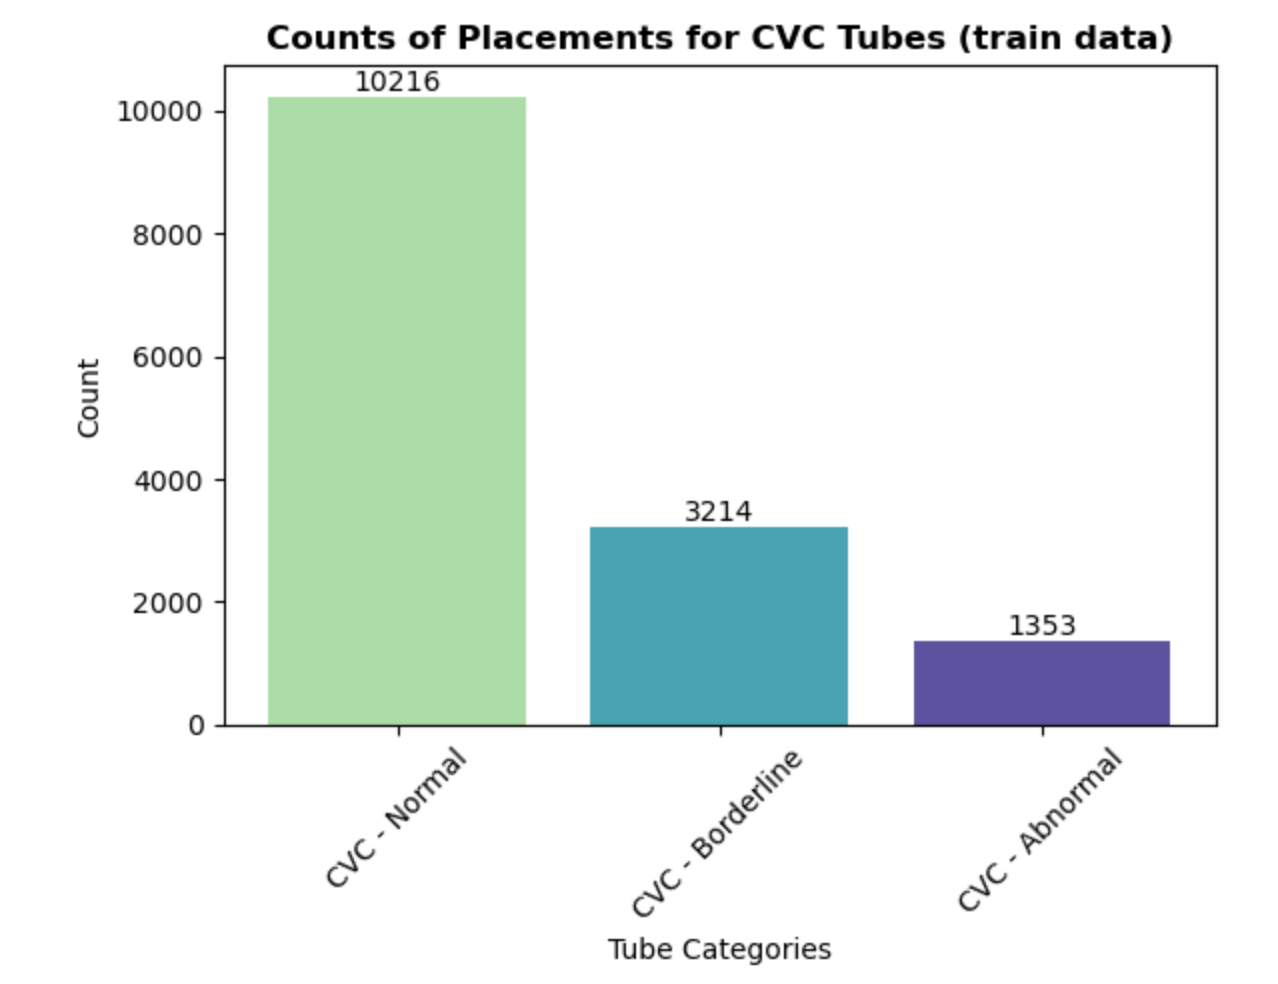 Counts of Placements for CVC Tubes (train data)
10216
10000
8000
6000
Count
4000
3214
2000
1353
0
CVC - Normal
CVC - Borderline
CVC - Abnormal
Tube Categories